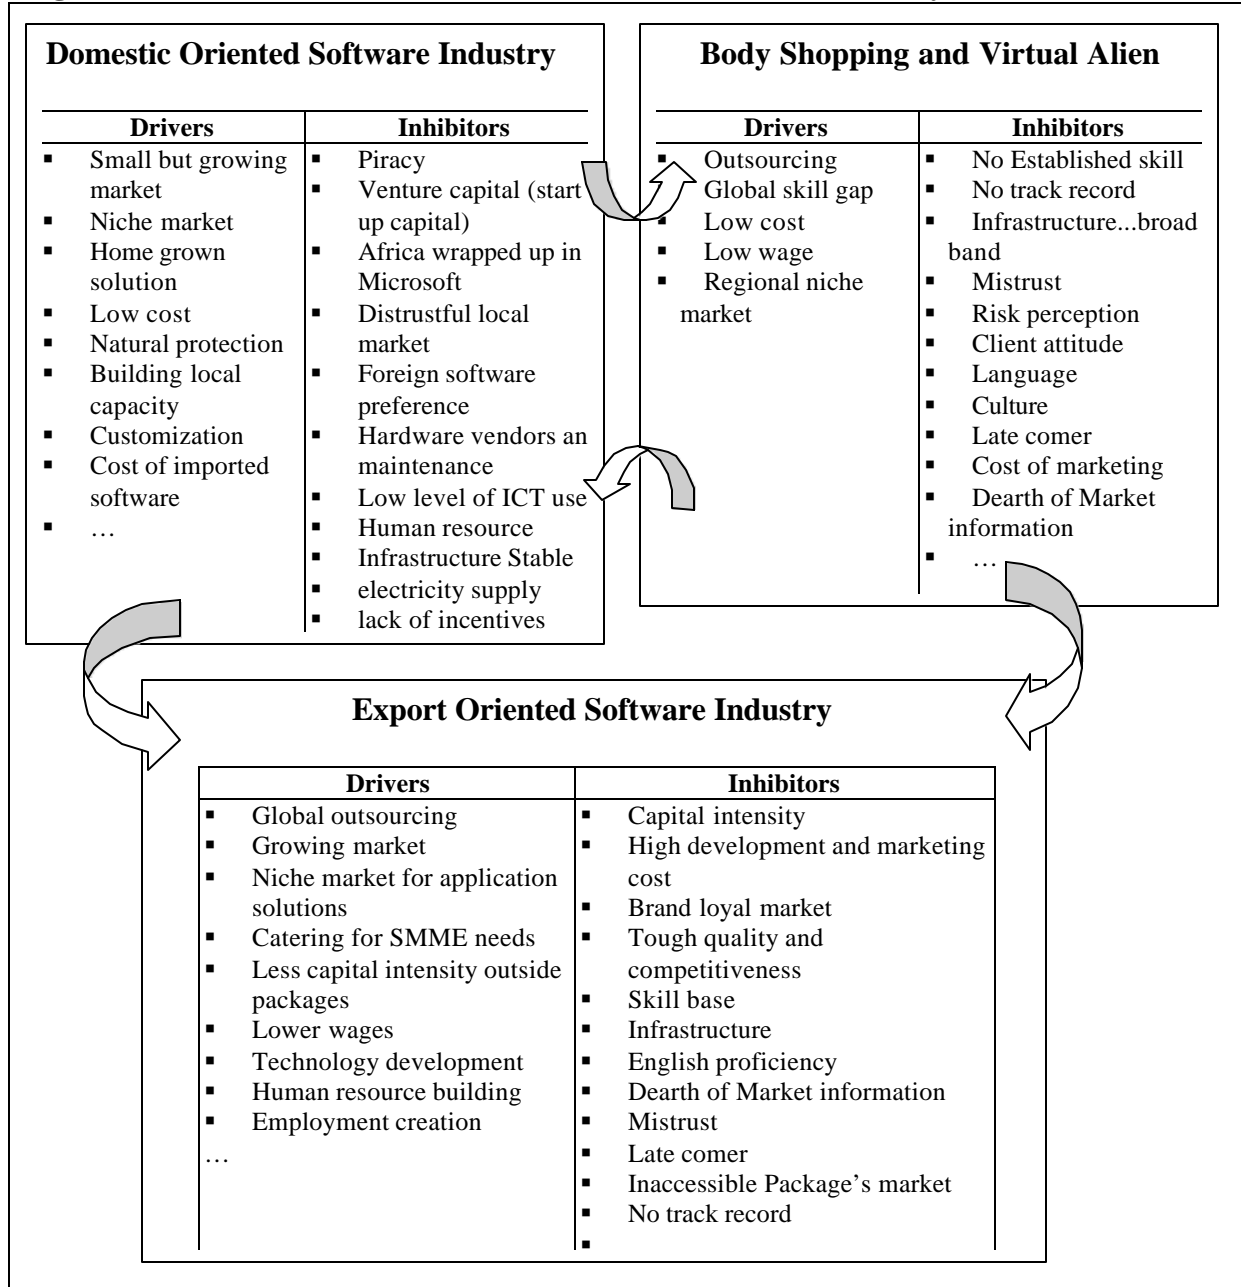 Domestic Oriented Software Industry
Drivers
▪ Small but growing
market
▪ Niche market
▪ Home grown
solution
▪ Low cost
▪ Natural protection
▪ Building local
capacity
▪ Customization
▪ Cost of imported
software
▪ …
Inhibitors
▪ Piracy
▪ Venture capital (start
up capital)
▪ Africa wrapped up in
Microsoft
▪ Distrustful local
market
▪ Foreign software
preference
▪ Hardware vendors an
maintenance
▪ Low level of ICT use
▪ Human resource
▪ Infrastructure Stable
▪ electricity supply
▪ lack of incentives
Body Shopping and Virtual Alien
Drivers
▪ Outsourcing
Global skill gap
▪ Low cost
▪ Low wage
▪ Regional niche
market
Inhibitors
▪ No Established skill
▪ No track record
▪ Infrastructure...broad
band
▪ Mistrust
▪ Risk perception
▪ Client attitude
▪ Language
▪ Culture
▪ Late comer
▪ Cost of marketing
▪ Dearth of Market
information
▪ …
Export Oriented Software Industry
Drivers
▪ Global outsourcing
▪ Growing market
▪ Niche market for application
solutions
▪ Catering for SMME needs
▪ Less capital intensity outside
packages
▪ Lower wages
▪ Technology development
▪ Human resource building
▪ Employment creation
…
Inhibitors
▪ Capital intensity
▪ High development and marketing
cost
▪ Brand loyal market
▪ Tough quality and
competitiveness
▪ Skill base
▪ Infrastructure
▪ English proficiency
▪ Dearth of Market information
▪ Mistrust
▪ Late comer
▪ Inaccessible Package’s market
▪ No track record
▪